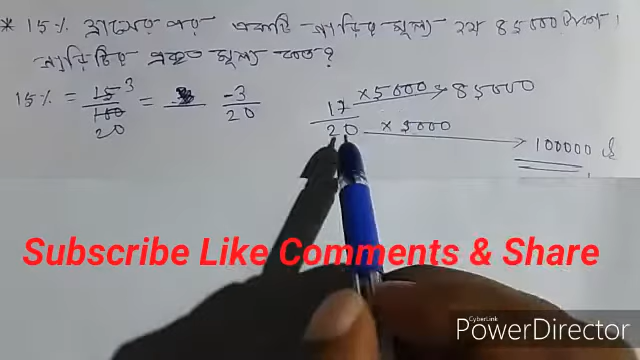 * 15% হ্রাসের পর একটি গাড়ির মূল্য হয় 85000 টাকা।
গাড়িটির প্রকৃত মূল্য কত?
15% = 15 3 / 100 20 = -3 / 20
17 × 5000 → 85000
20 × 5000 → 100000
Subscribe Like Comments & Share
CyberLink
PowerDirector